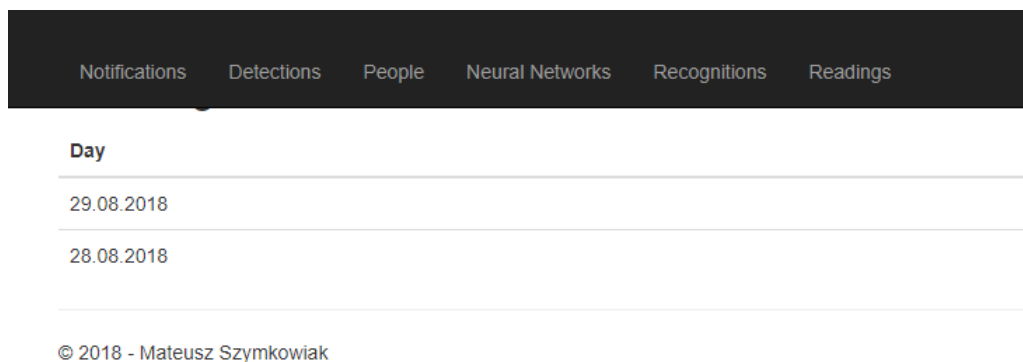 Notifications Detections People Neural Networks Recognitions Readings
Day
29.08.2018
28.08.2018
© 2018 - Mateusz Szymkowiak